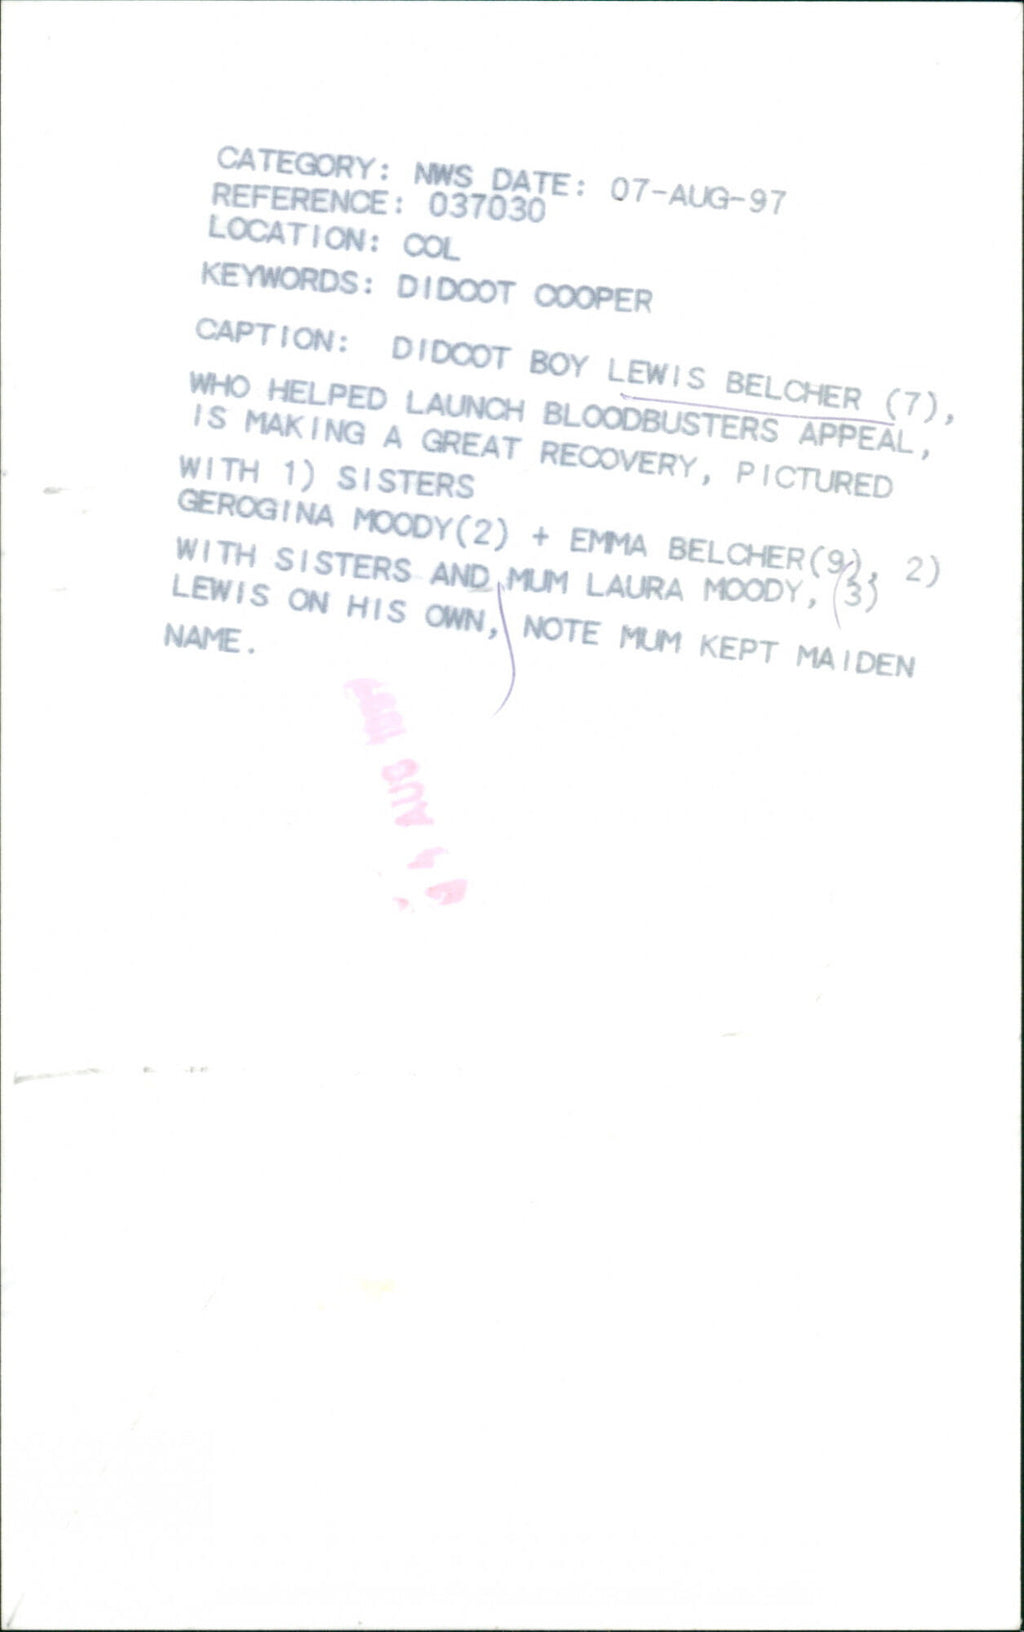 CATEGORY: NWS DATE: 07-AUG-97
REFERENCE: 037030
LOCATION: COL
KEYWORDS: DIDCOT COOPER
CAPTION: DIDCOT BOY LEWIS BELCHER (7),
WHO HELPED LAUNCH BLOODBUSTERS APPEAL,
IS MAKING A GREAT RECOVERY, PICTURED
WITH 1) SISTERS
GEROGINA MOODY(2) + EMMA BELCHER(9), 2)
WITH SISTERS AND MUM LAURA MOODY, (3)
LEWIS ON HIS OWN, NOTE MUM KEPT MAIDEN
NAME.
AUG